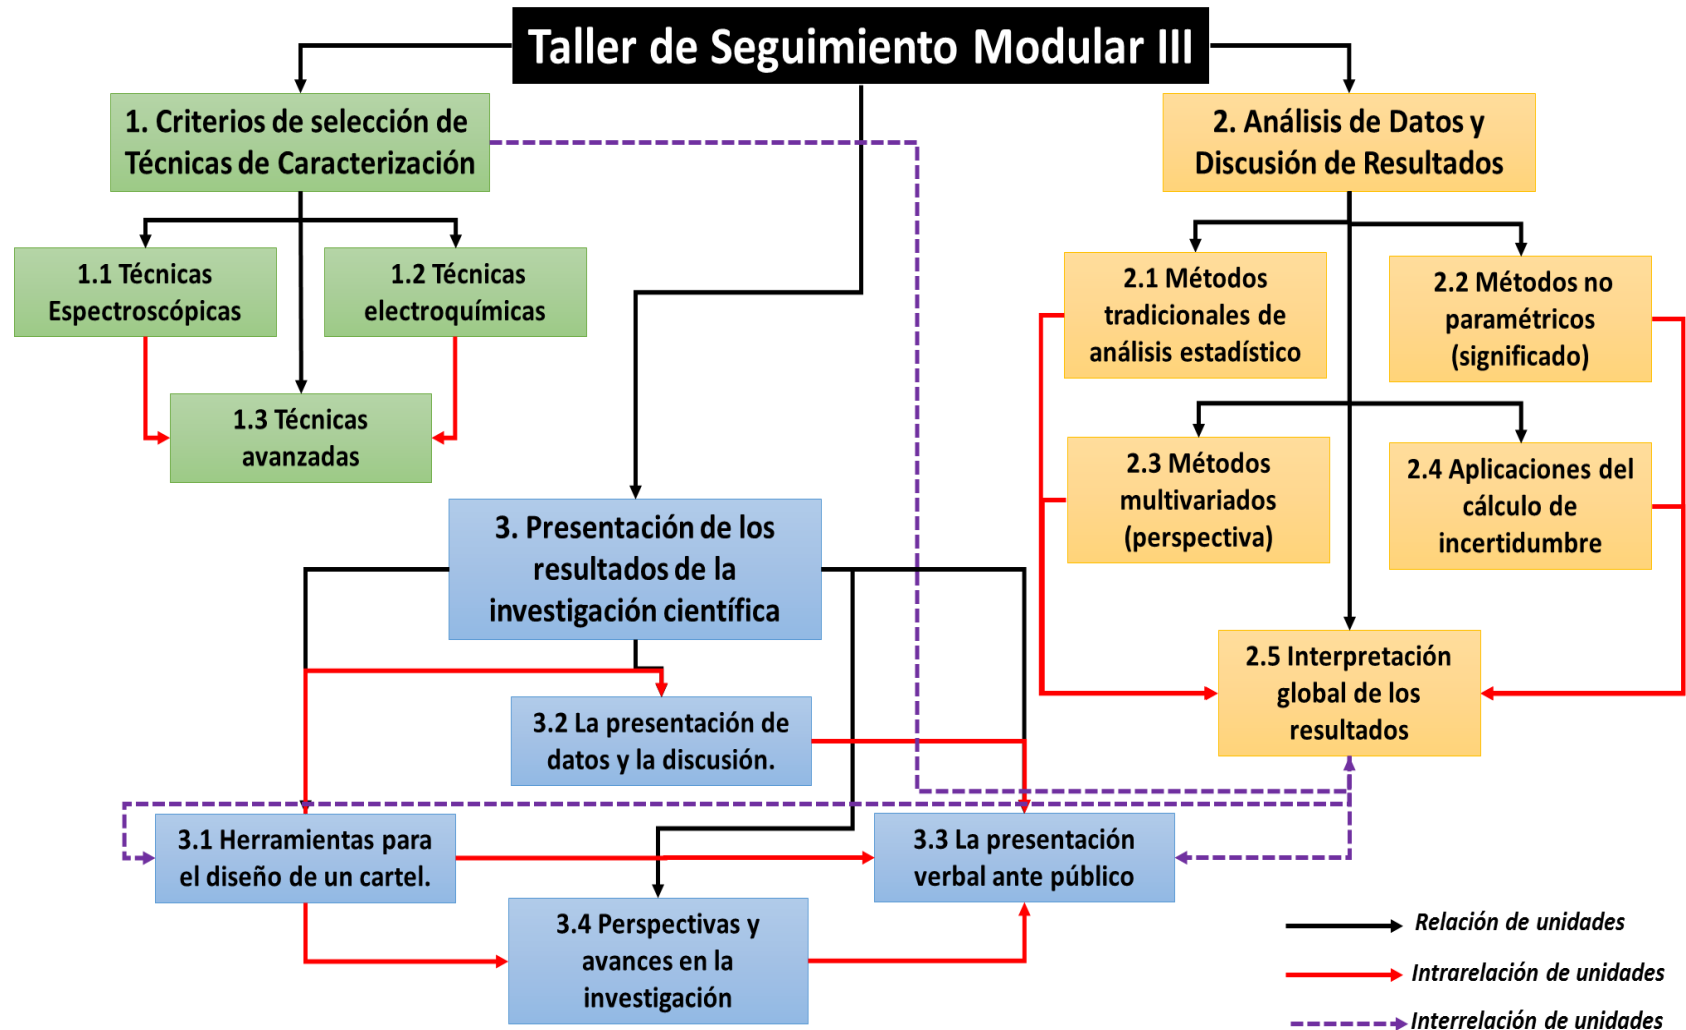 Taller de Seguimiento Modular III
1. Criterios de selección de
Técnicas de Caracterización
2. Análisis de Datos y
Discusión de Resultados
1.1 Técnicas
Espectroscópicas
1.2 Técnicas
electroquímicas
1.3 Técnicas
avanzadas
2.1 Métodos
tradicionales de
análisis estadístico
2.2 Métodos no
paramétricos
(significado)
2.3 Métodos
multivariados
(perspectiva)
2.4 Aplicaciones del
cálculo de
incertidumbre
2.5 Interpretación
global de los
resultados
3. Presentación de los
resultados de la
investigación científica
3.2 La presentación de
datos y la discusión.
3.1 Herramientas para
el diseño de un cartel.
3.3 La presentación
verbal ante público
3.4 Perspectivas y
avances en la
investigación
Relación de unidades
Intrarelación de unidades
Interrelación de unidades